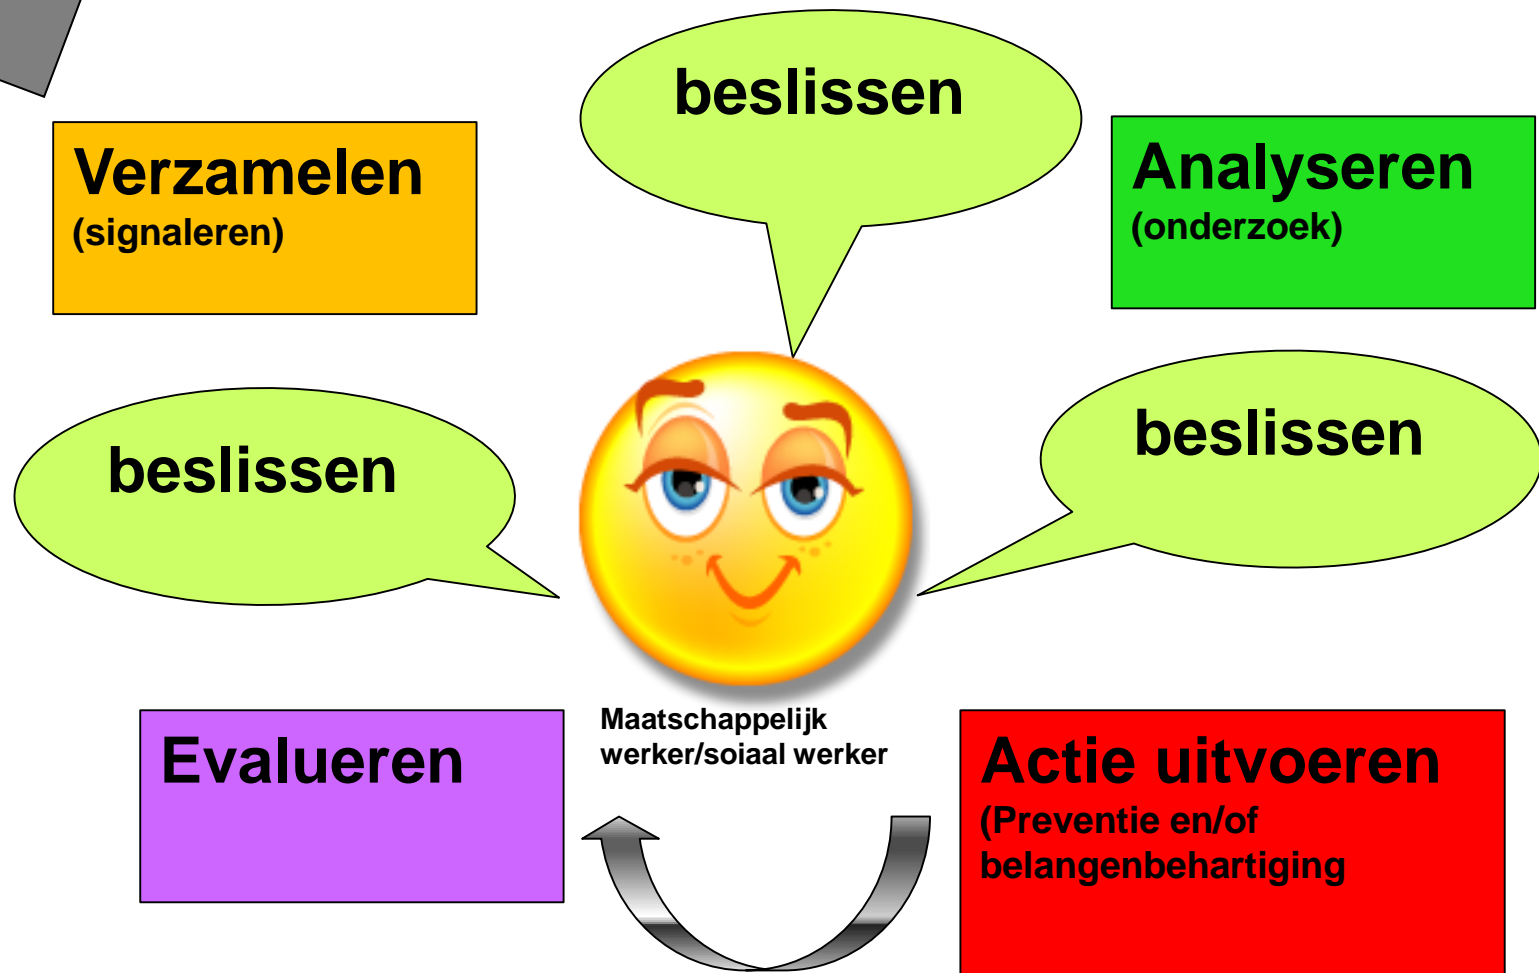 beslissen
Verzamelen
(signaleren)
Analyseren
(onderzoek)
beslissen
beslissen
Evalueren
Maatschappelijk
werker/soiaal werker
Actie uitvoeren
(Preventie en/of
belangenbehartiging